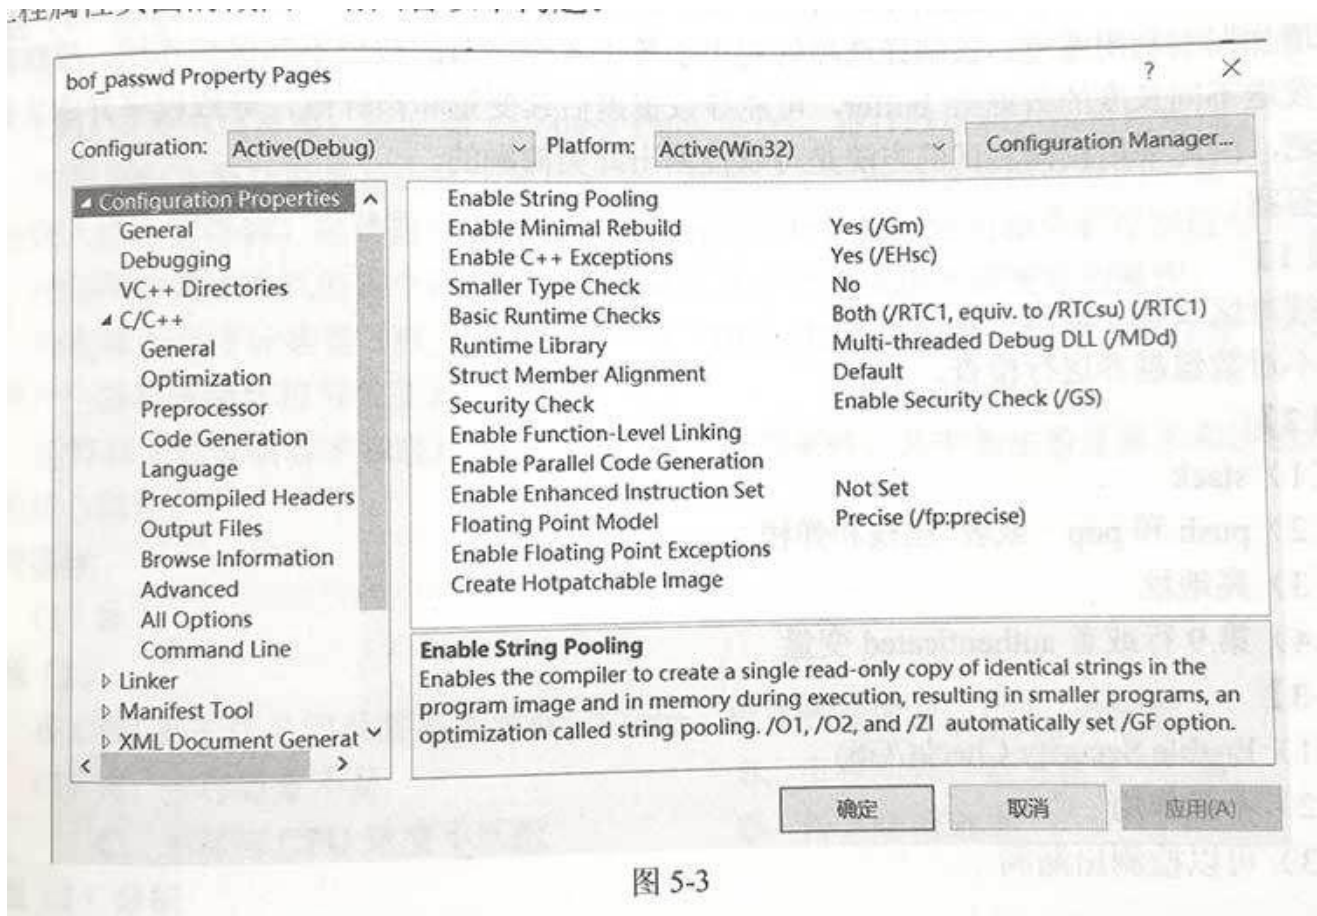 bof_passwd Property Pages
? ×
Configuration: Active(Debug) Platform: Active(Win32) Configuration Manager...
Configuration Properties
General
Debugging
VC++ Directories
C/C++
General
Optimization
Preprocessor
Code Generation
Language
Precompiled Headers
Output Files
Browse Information
Advanced
All Options
Command Line
Linker
Manifest Tool
XML Document Generat
Enable String Pooling
Enable Minimal Rebuild Yes (/Gm)
Enable C++ Exceptions Yes (/EHsc)
Smaller Type Check No
Basic Runtime Checks Both (/RTC1, equiv. to /RTCsu) (/RTC1)
Runtime Library Multi-threaded Debug DLL (/MDd)
Struct Member Alignment Default
Security Check Enable Security Check (/GS)
Enable Function-Level Linking
Enable Parallel Code Generation
Enable Enhanced Instruction Set Not Set
Floating Point Model Precise (/fp:precise)
Enable Floating Point Exceptions
Create Hotpatchable Image
Enable String Pooling
Enables the compiler to create a single read-only copy of identical strings in the
program image and in memory during execution, resulting in smaller programs, an
optimization called string pooling. /O1, /O2, and /ZI automatically set /GF option.
确定 取消 应用(A)
图 5-3